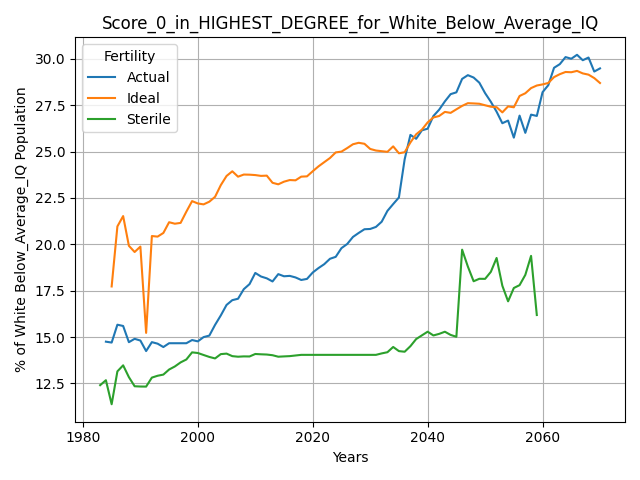 Score_0_in_HIGHEST_DEGREE_for_White_Below_Average_IQ
% of White Below_Average_IQ Population
30.0
27.5
25.0
22.5
20.0
17.5
15.0
12.5
Fertility
Actual
Ideal
Sterile
1980
2000
2020
2040
2060
Years